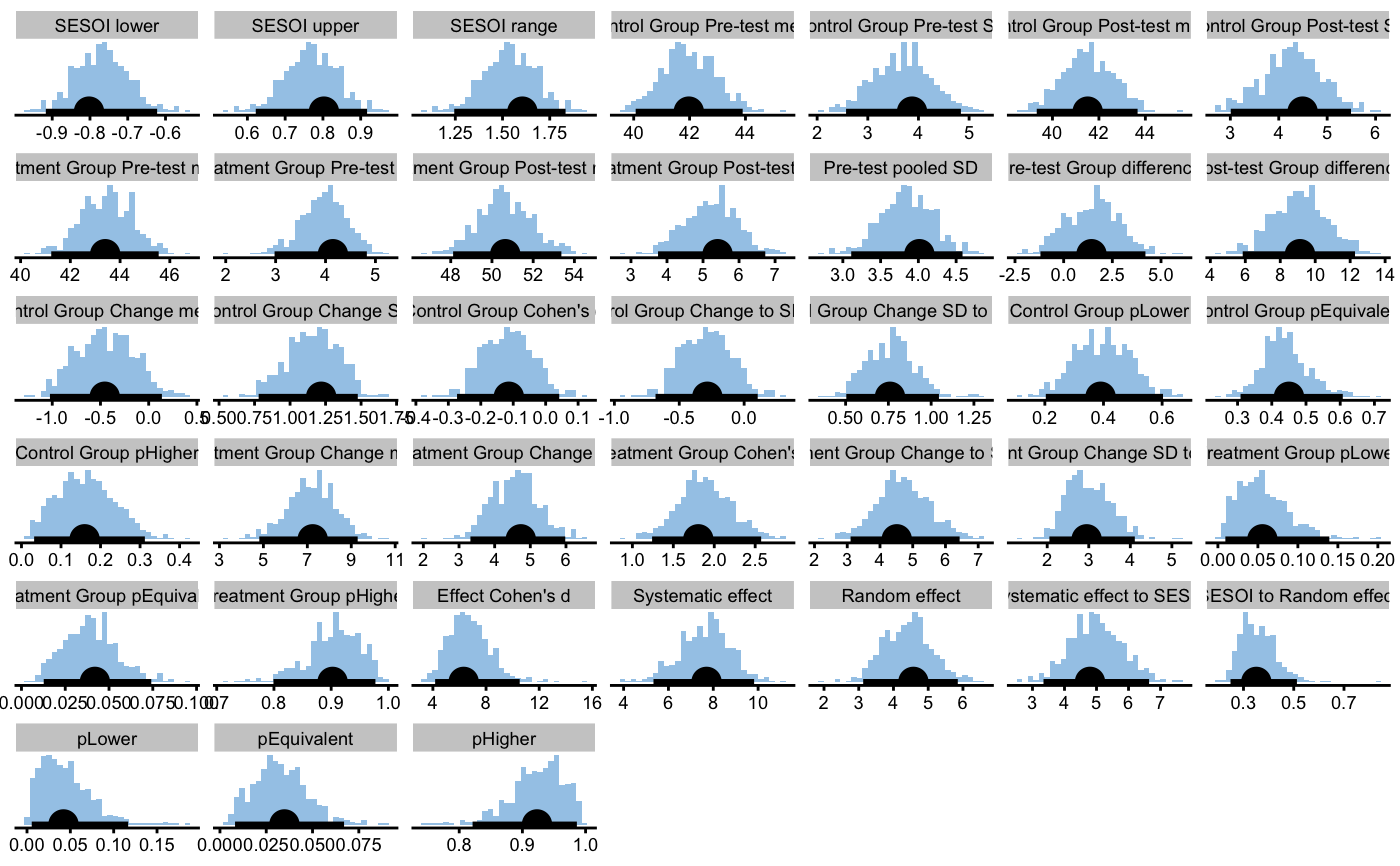 SESOI lower
SESOI upper
SESOI range
ntrol Group Pre-test me
ontrol Group Pre-test S
ntrol Group Post-test m
ontrol Group Post-test S
-0.9 -0.8 -0.7 -0.6
0.6 0.7 0.8 0.9
1.25 1.50 1.75
40 42 44
2 3 4 5
40 42 44
3 4 5 6
tment Group Pre-test n
atment Group Pre-test
ment Group Post-test r
atment Group Post-test
Pre-test pooled SD
re-test Group differenc
ost-test Group differenc
40 42 44 46
2 3 4 5
48 50 52 54
3 4 5 6 7
3.0 3.5 4.0 4.5
-2.5 0.0 2.5 5.0
4 6 8 10 12 14
ntrol Group Change me
ontrol Group Change S
Control Group Cohen's
rol Group Change to SI
l Group Change SD to
Control Group pLower
ontrol Group pEquivale
-1.0 -0.5 0.0 0.5
0.50 0.75 1.00 1.25 1.50 1.75
-0.4 -0.3 -0.2 -0.1 0.0 0.1
-1.0 -0.5 0.0
0.50 0.75 1.00 1.25
0.2 0.4 0.6
0.3 0.4 0.5 0.6 0.7
Control Group pHigher
tment Group Change n
atment Group Change
eatment Group Cohen's
nent Group Change to S
nt Group Change SD to
reatment Group pLowe
0.0 0.1 0.2 0.3 0.4
3 5 7 9 11
2 3 4 5 6
1.0 1.5 2.0 2.5
2 3 4 5 6 7
2 3 4 5
0.00 0.05 0.10 0.15 0.20
atment Group pEquival
reatment Group pHighe
Effect Cohen's d
Systematic effect
Random effect
ystematic effect to SES
SESOI to Random effec
0.000 0.025 0.050 0.075 0.100
0.7 0.8 0.9 1.0
4 8 12 16
4 6 8 10
2 3 4 5 6
3 4 5 6 7
0.3 0.5 0.7
pLower
pEquivalent
pHigher
0.00 0.05 0.10 0.15
0.000 0.025 0.050 0.075
0.8 0.9 1.0